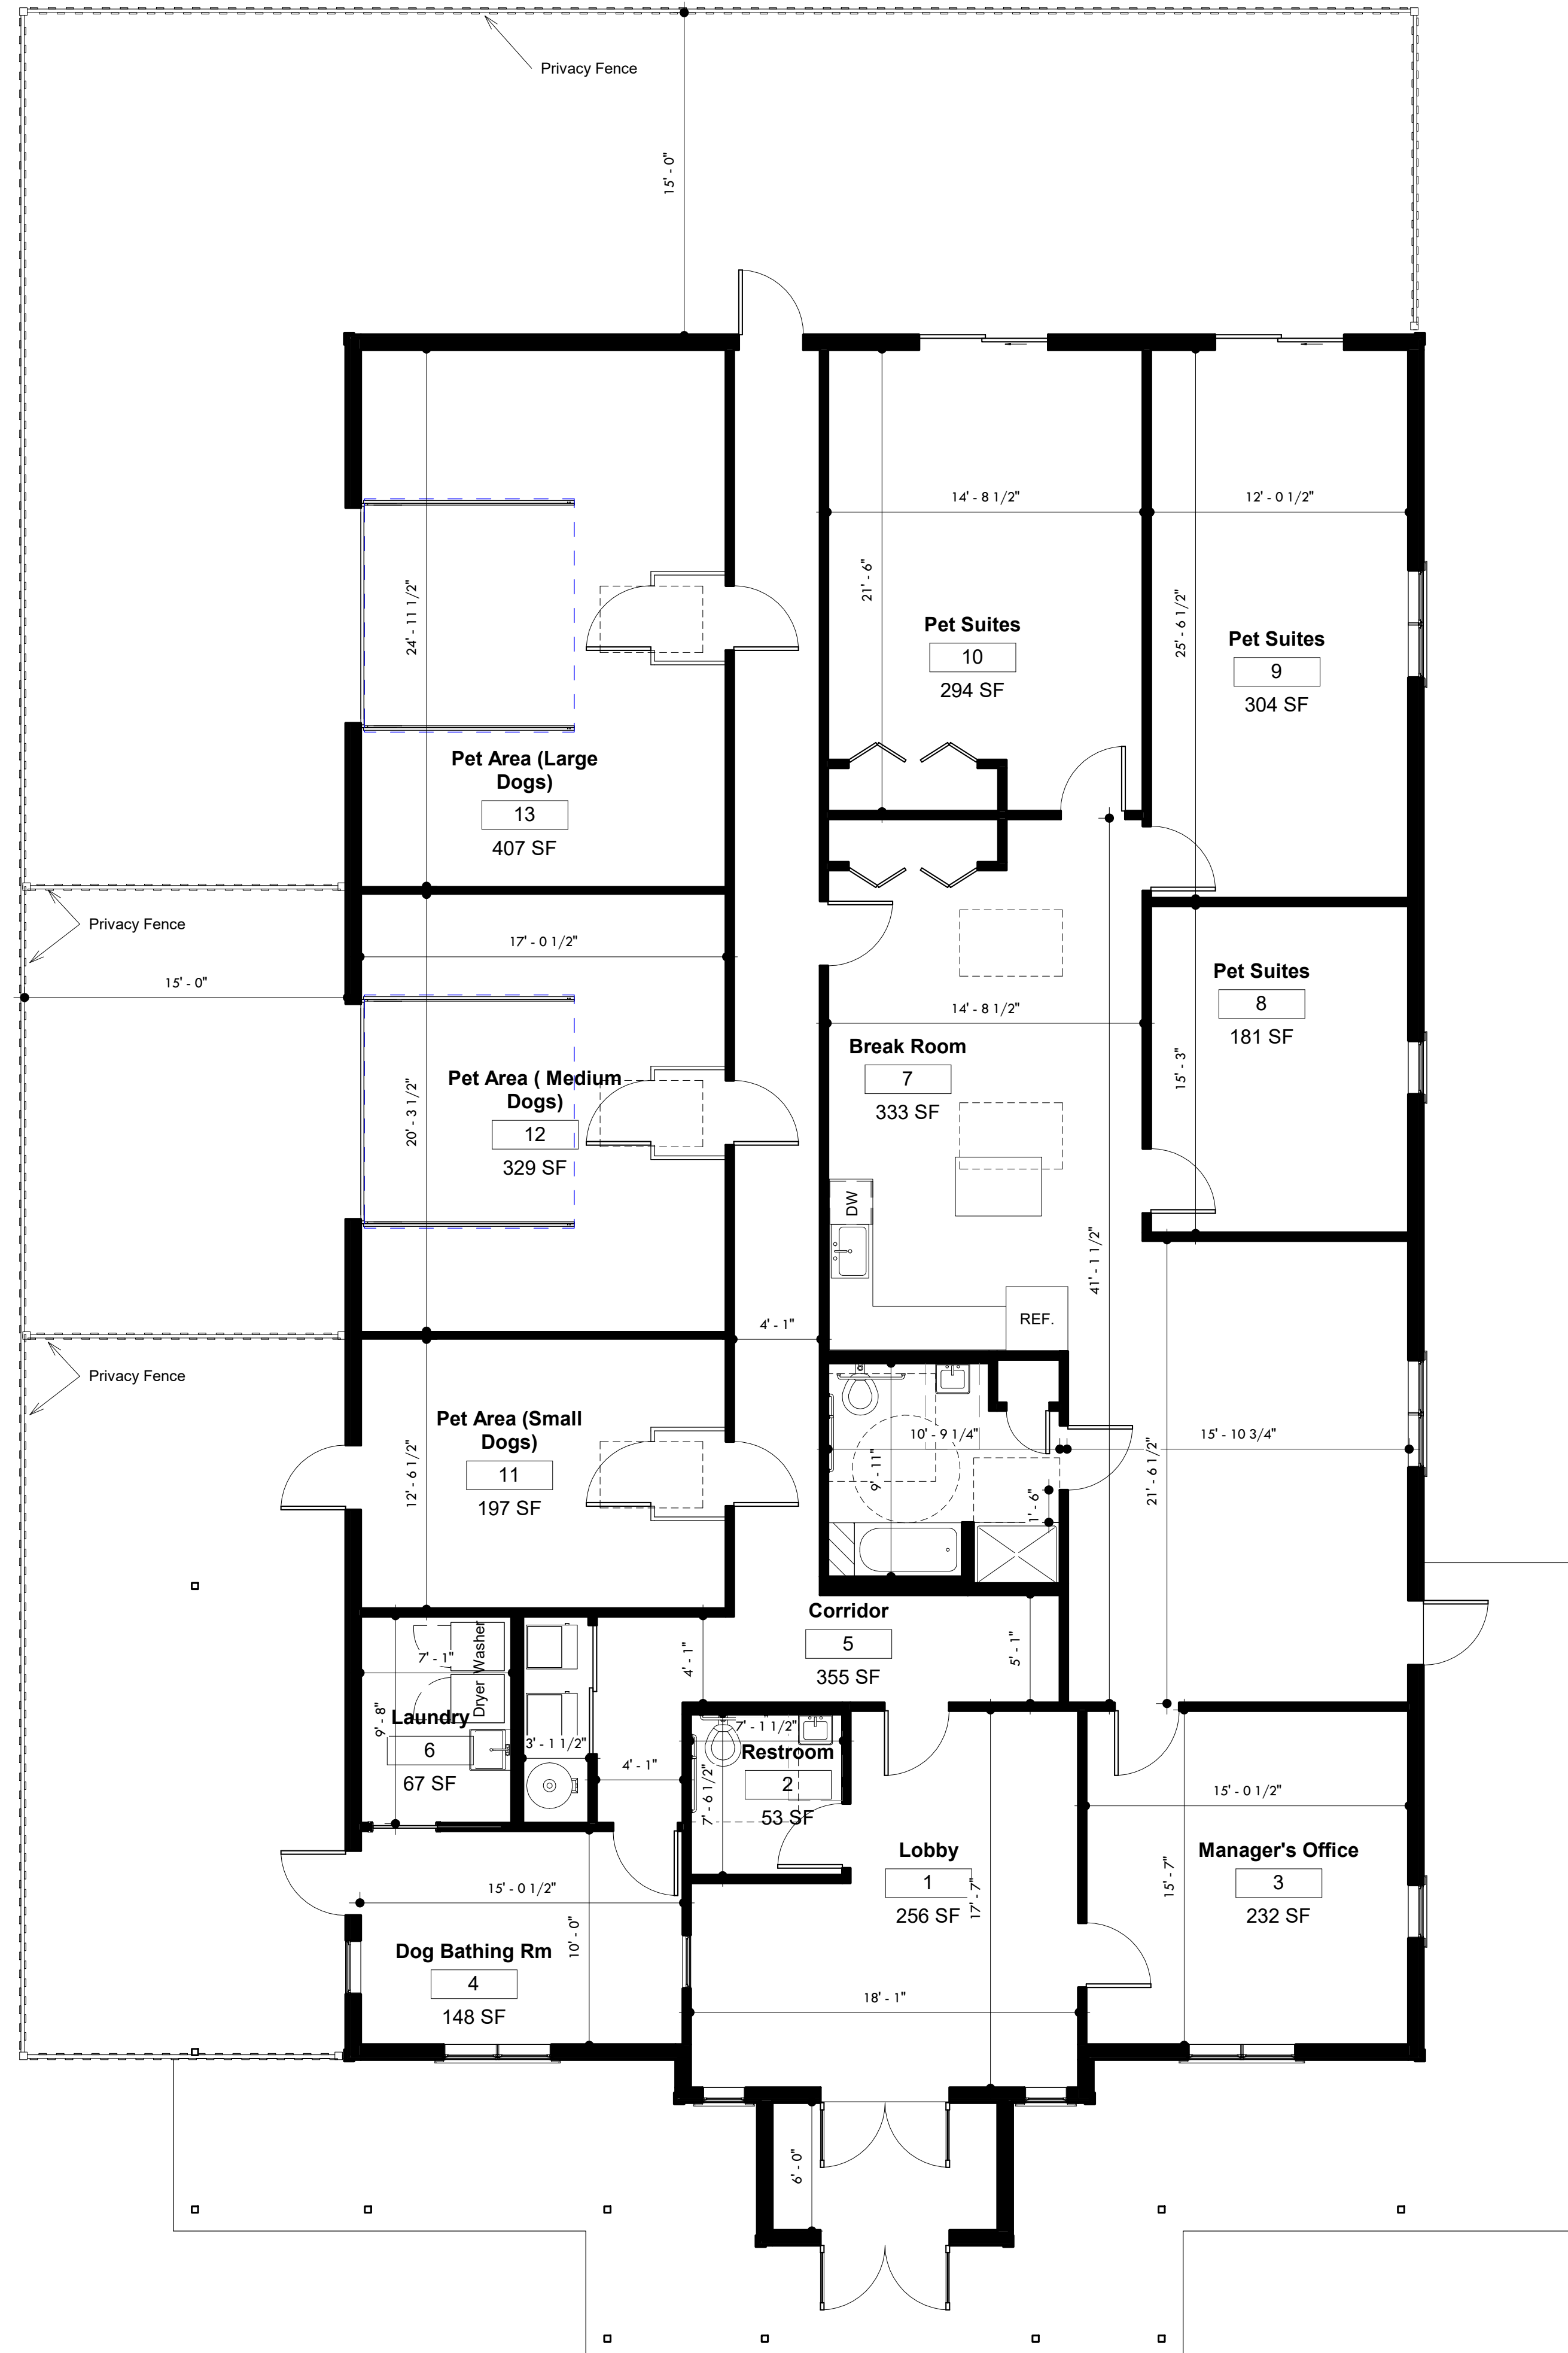 Privacy Fence
15' - 0"
14' - 8 1/2"
12' - 0 1/2"
21' - 6"
24' - 11 1/2"
25' - 6 1/2"
Pet Suites
10
294 SF
Pet Suites
9
304 SF
Pet Area (Large
Dogs)
13
407 SF
Privacy Fence
17' - 0 1/2"
15' - 0"
14' - 8 1/2"
Pet Suites
8
181 SF
Break Room
7
333 SF
15' - 3"
Pet Area ( Medium
Dogs)
12
329 SF
20' - 3 1/2"
DW
41' - 1 1/2"
REF.
4' - 1"
Privacy Fence
Pet Area (Small
Dogs)
11
197 SF
12' - 6 1/2"
10' - 9 1/4"
9' - 11"
15' - 10 3/4"
21' - 6 1/2"
1' - 6"
Corridor
5
355 SF
4' - 1"
5' - 1"
Washer
7' - 1"
Dryer
Laundry
6
67 SF
9' - 8"
3' - 1 1/2"
4' - 1"
7' - 1 1/2"
Restroom
2
53 SF
7' - 6 1/2"
15' - 0 1/2"
Lobby
1
256 SF
17' - 7"
Manager's Office
3
232 SF
15' - 7"
15' - 0 1/2"
Dog Bathing Rm
4
148 SF
10' - 0"
18' - 1"
6' - 0"